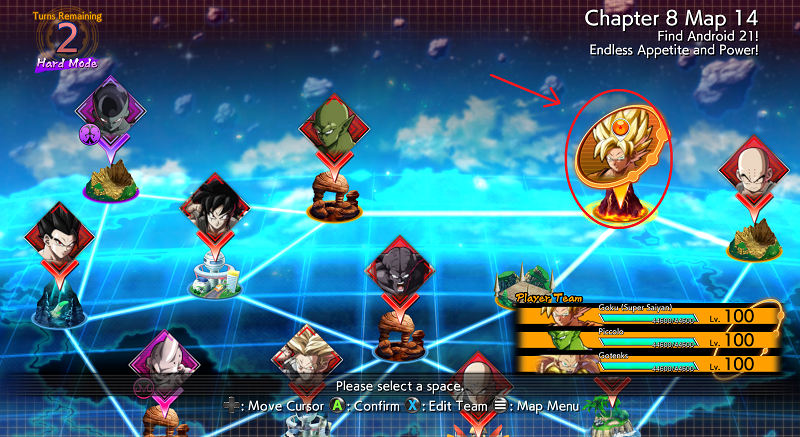 Turns Remaining
2
Hard Mode
Chapter 8 Map 14
Find Android 21!
Endless Appetite and Power!
Player Team
Goku (Super Saiyan)
Lv. 100
Piccolo
Lv. 100
Gotenks
Lv. 100
Please select a space.
: Move Cursor A: Confirm X: Edit Team : Map Menu